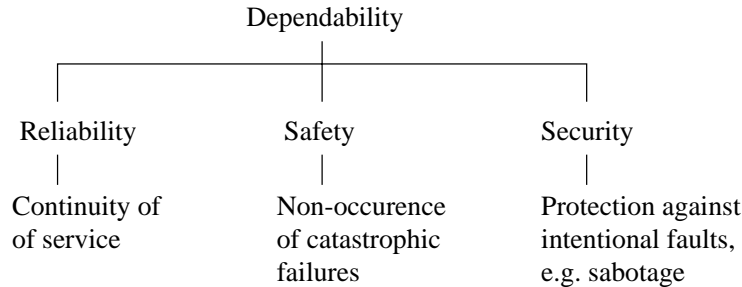 Dependability
Reliability
Safety
Security
Continuity of
of service
Non-occurence
of catastrophic
failures
Protection against
intentional faults,
e.g. sabotage